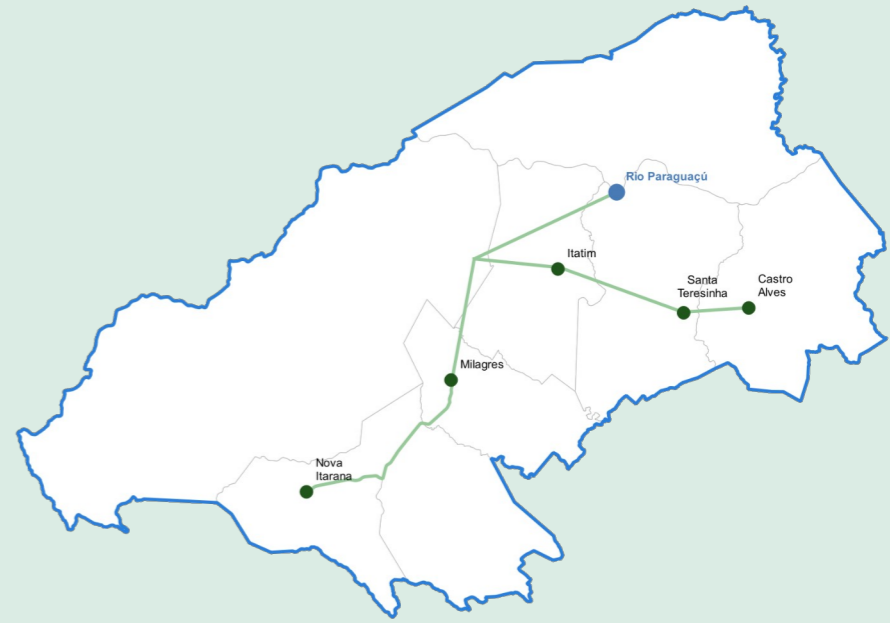 Rio Paraguaçú
Itatim
Santa
Teresinha
Castro
Alves
Milagres
Nova
Itarana